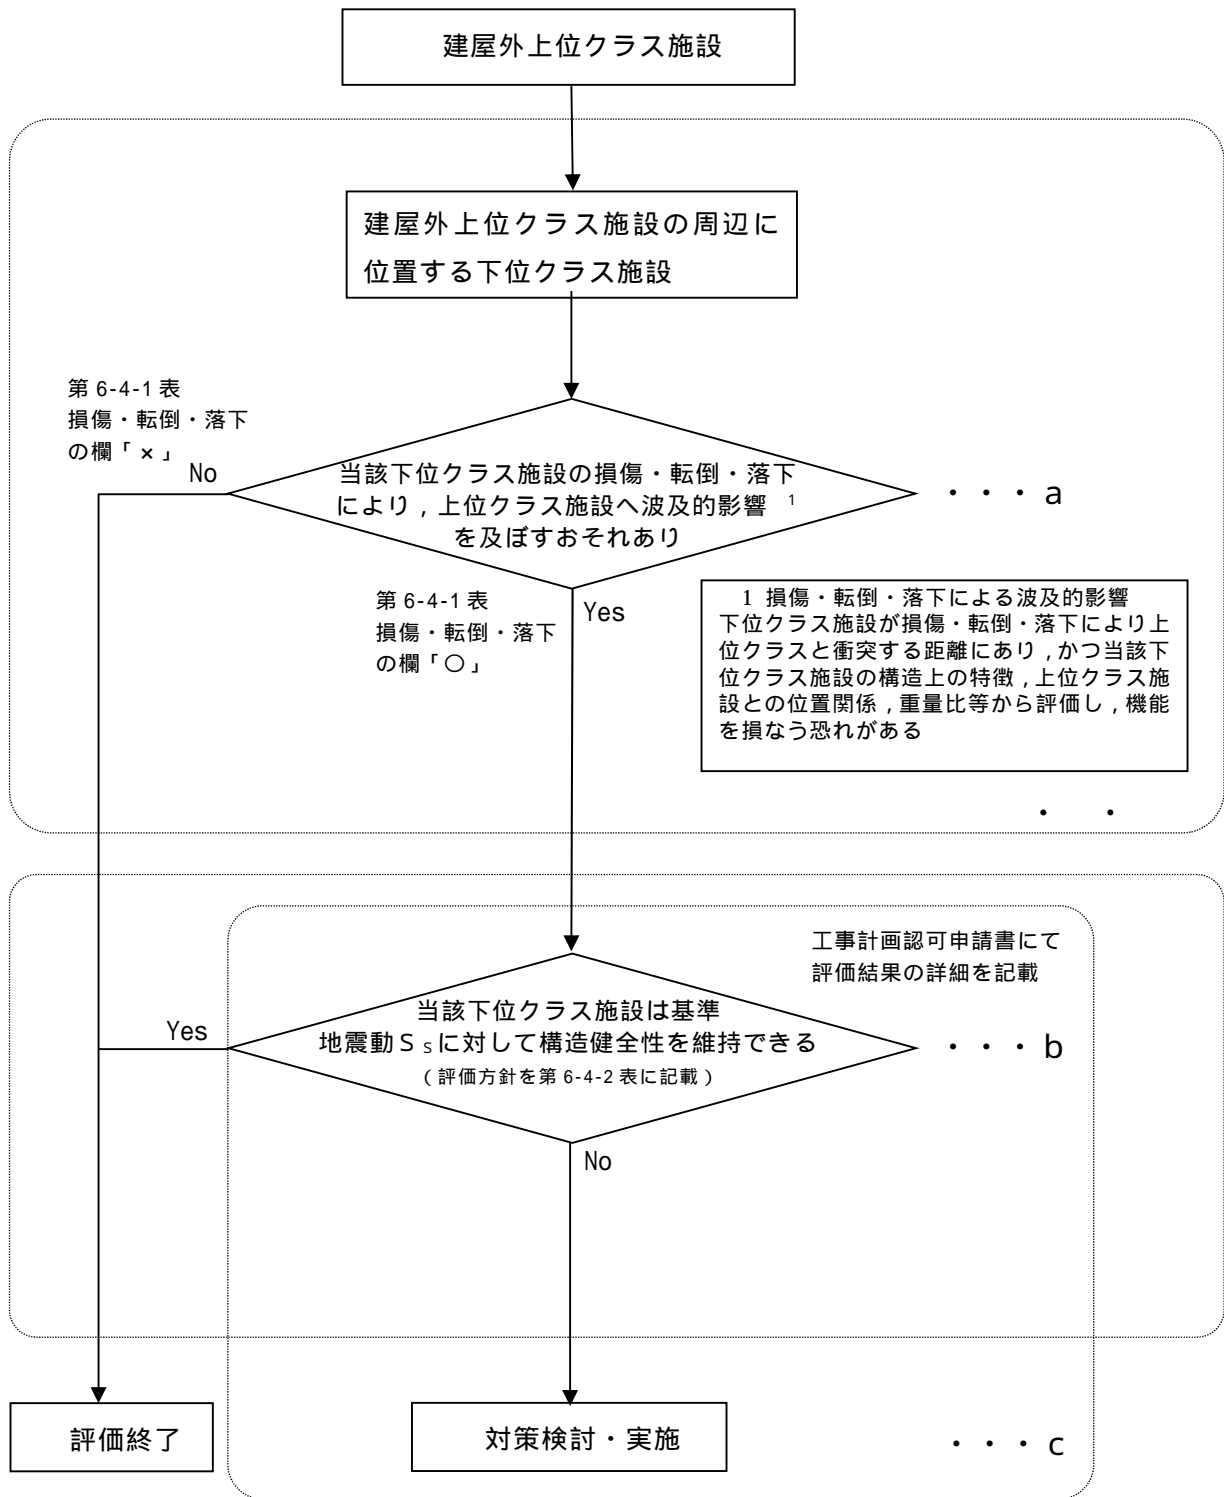 建屋外上位クラス施設
建屋外上位クラス施設の周辺に
位置する下位クラス施設
第 6-4-1 表
損傷・転倒・落下
の欄「×」
No
当該下位クラス施設の損傷・転倒・落下
により,上位クラス施設へ波及的影響 1
を及ぼすおそれあり
・・・a
第 6-4-1 表
損傷・転倒・落下
の欄「○」
Yes
1 損傷・転倒・落下による波及的影響
下位クラス施設が損傷・転倒・落下により上
位クラスと衝突する距離にあり,かつ当該下
位クラス施設の構造上の特徴,上位クラス施
設との位置関係,重量比等から評価し,機能
を損なう恐れがある
・ ・
工事計画認可申請書にて
評価結果の詳細を記載
Yes
当該下位クラス施設は基準
地震動Ssに対して構造健全性を維持できる
(評価方針を第 6-4-2 表に記載)
・・・b
No
評価終了
対策検討・実施
・・・c